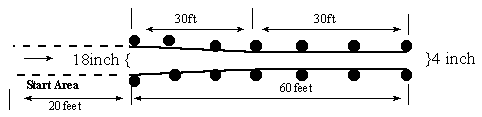 30ft 30ft
18inch { }4 inch
Start Area
60 feet
20 feet